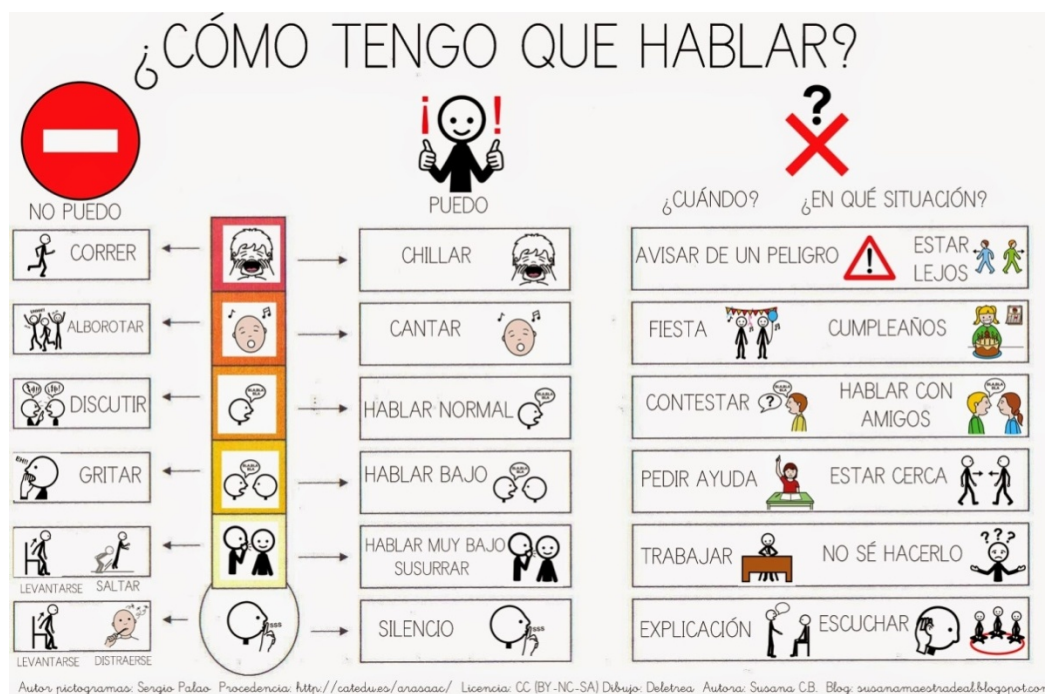 ¿CÓMO TENGO QUE HABLAR?
NO PUEDO
PUEDO
¿CUÁNDO? ¿EN QUÉ SITUACIÓN?
CORRER
CHILLAR
AVISAR DE UN PELIGRO
ESTAR
LEJOS
ALBOROTAR
CANTAR
FIESTA
CUMPLEAÑOS
DISCUTIR
HABLAR NORMAL
CONTESTAR
HABLAR CON
AMIGOS
GRITAR
HABLAR BAJO
PEDIR AYUDA
ESTAR CERCA
LEVANTARSE SALTAR
HABLAR MUY BAJO
SUSURRAR
TRABAJAR
NO SÉ HACERLO
LEVANTARSE DISTRAERSE
SILENCIO
EXPLICACIÓN
ESCUCHAR
Autor pictogramas: Sergio Palao Procedencia: http://catedu.es/arasaac/ Licencia: CC (BY-NC-SA) Dibujo: Deletrea Autora: Susana C.B. Blog: susanamaestradeal.blogspot.com